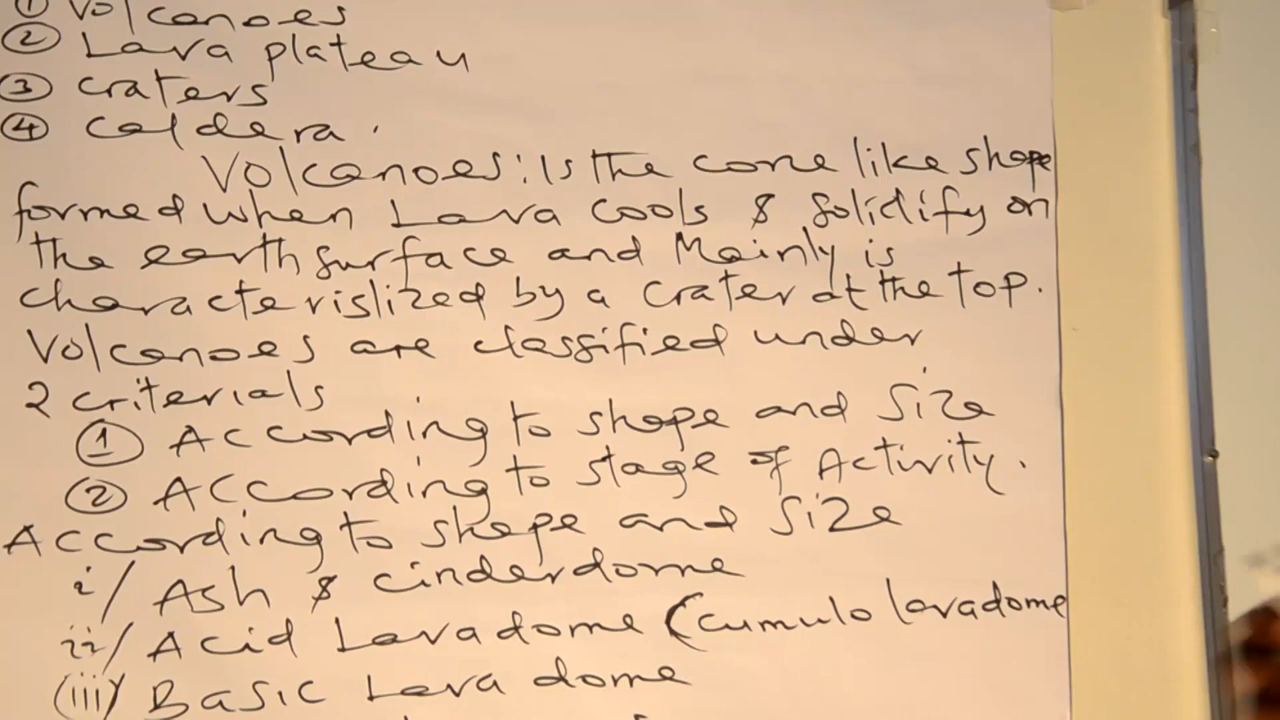 ① Volcanoes
② Lava plateau
③ craters
④ caldera.
Volcanoes: Is the cone like shape
formed when Lava cools & solidify on
the earth surface and Mainly is
characterislized by a crater at the top.
Volcanoes are classified under
2 criterials
① According to shape and size
② According to stage of Activity.
According to shape and size
i/ Ash & cinderdome
ii/ Acid Lavadome (cumulo lavadome
(iii) Basic Lava dome